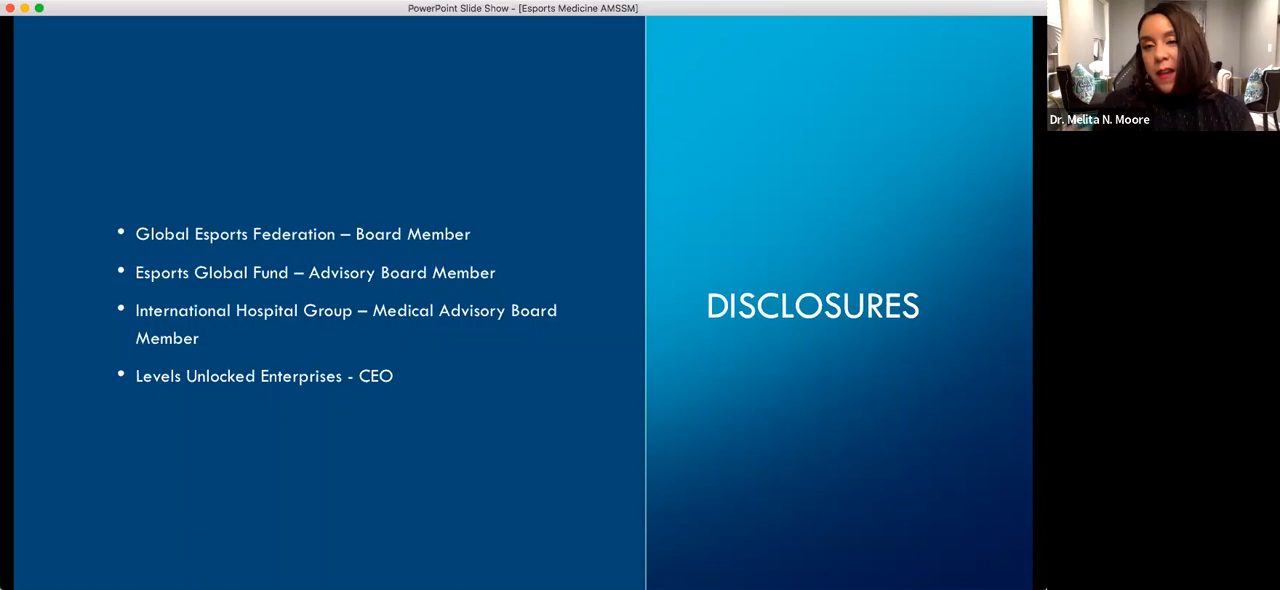 PowerPoint Slide Show - [Esports Medicine AMSSM]
• Global Esports Federation – Board Member
• Esports Global Fund – Advisory Board Member
• International Hospital Group – Medical Advisory Board
Member
• Levels Unlocked Enterprises - CEO
DISCLOSURES
Dr. Melita N. Moore